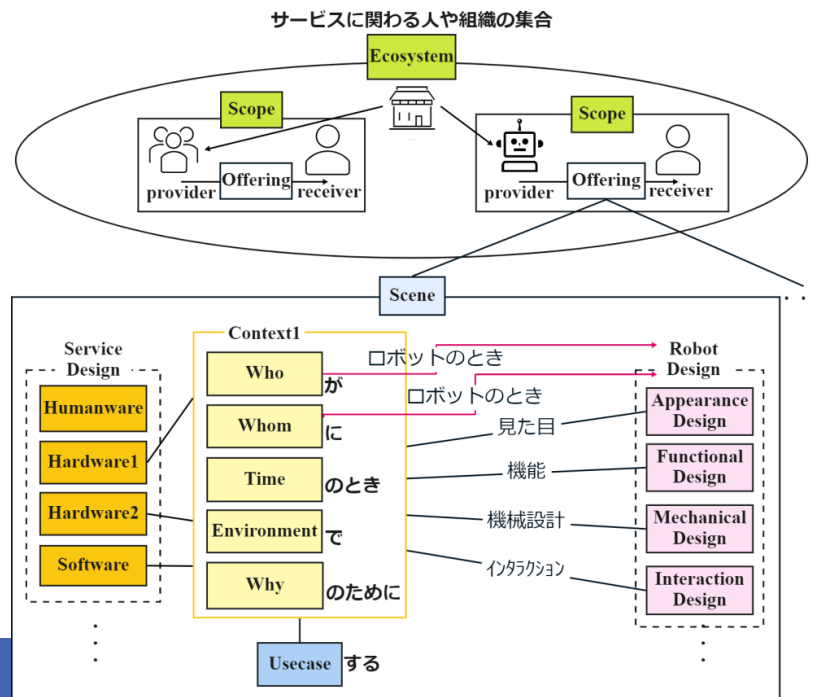 サービスに関わる人や組織の集合
Ecosystem
Scope
provider
Offering
receiver
Scope
provider
Offering
receiver
Scene
Service
Design
Humanware
Hardware1
Hardware2
Software
Context1
Who
が
Whom
に
Time
のとき
Environment
で
Why
のために
Usecase
する
ロボットのとき
ロボットのとき
見た目
機能
機械設計
インタラクション
Robot
Design
Appearance
Design
Functional
Design
Mechanical
Design
Interaction
Design